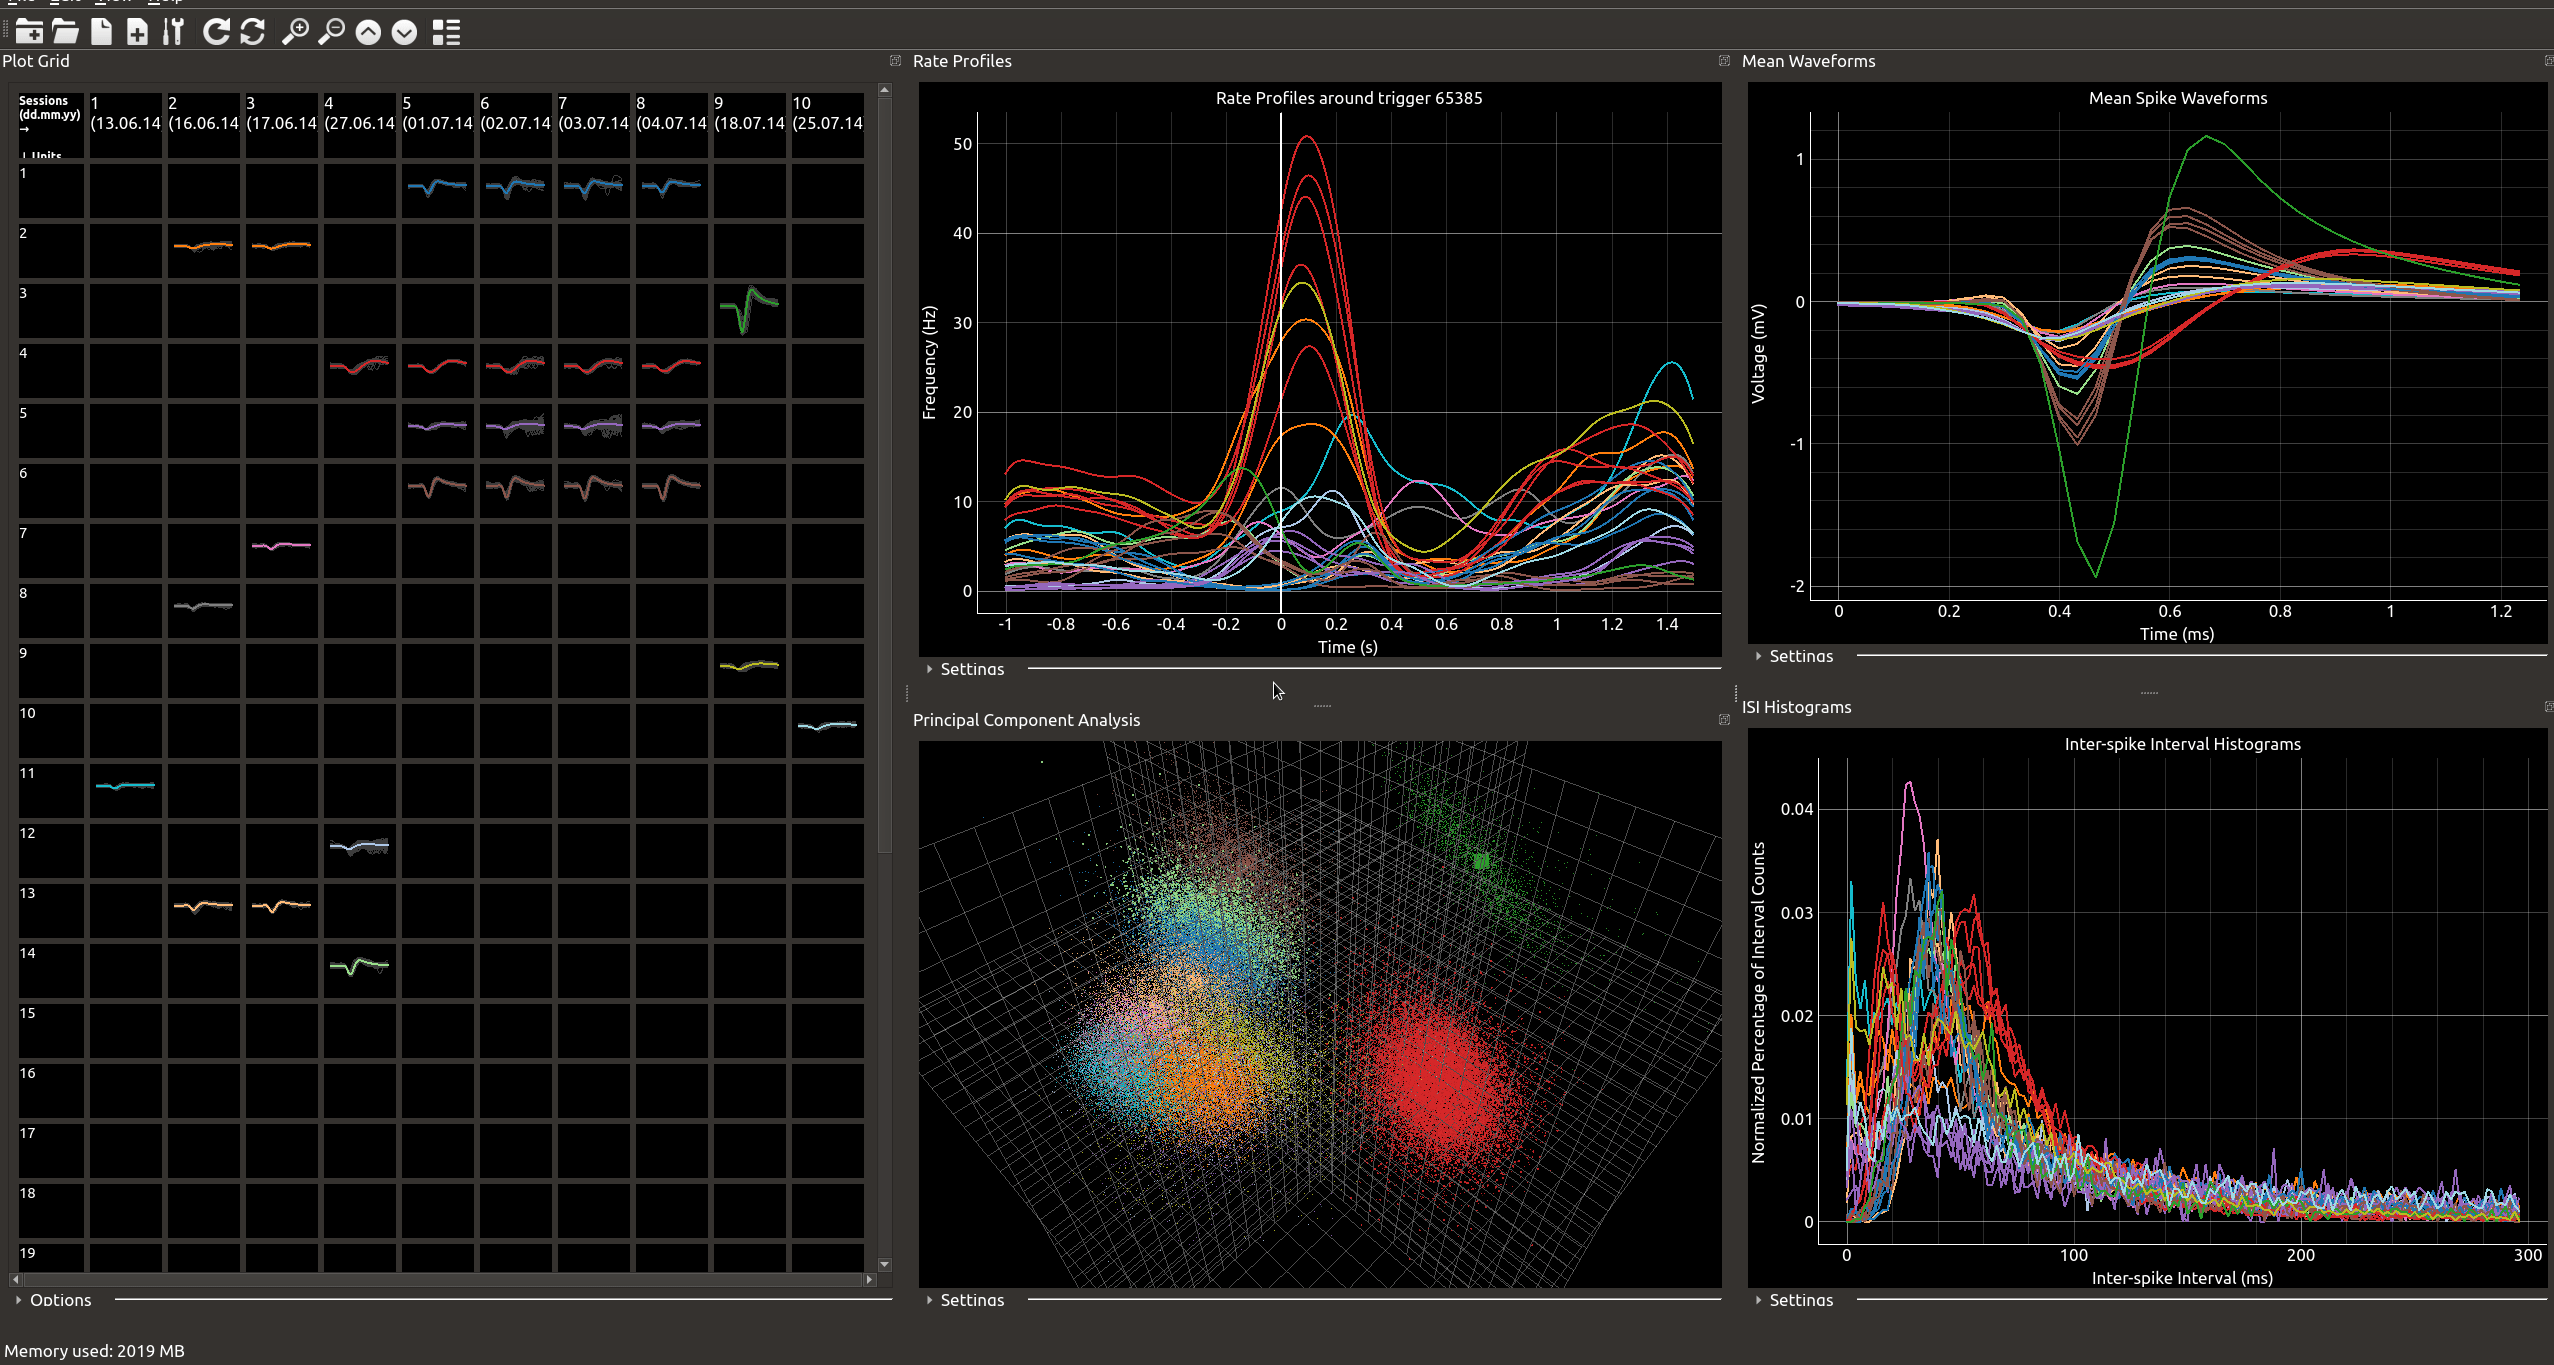 Plot Grid
Sessions
(dd.mm.yy)
→
↓ Units
1
(13.06.14
2
(16.06.14
3
(17.06.14
4
(27.06.14
5
(01.07.14
6
(02.07.14
7
(03.07.14
8
(04.07.14
9
(18.07.14
10
(25.07.14
1
2
3
4
5
6
7
8
9
10
11
12
13
14
15
16
17
18
19
Options
Memory used: 2019 MB
Rate Profiles
Rate Profiles around trigger 65385
Frequency (Hz)
50
40
30
20
10
0
-1 -0.8 -0.6 -0.4 -0.2 0 0.2 0.4 0.6 0.8 1 1.2 1.4
Time (s)
Settings
Principal Component Analysis
Settings
Mean Waveforms
Mean Spike Waveforms
Voltage (mV)
1
0
-1
-2
0 0.2 0.4 0.6 0.8 1 1.2
Time (ms)
Settings
ISI Histograms
Inter-spike Interval Histograms
Normalized Percentage of Interval Counts
0.04
0.03
0.02
0.01
0
0 100 200 300
Inter-spike Interval (ms)
Settings